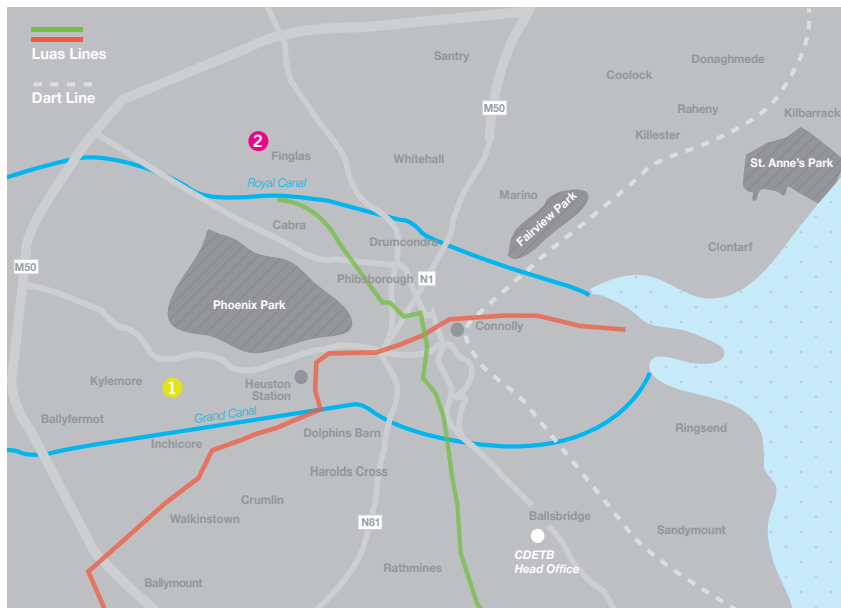 Luas Lines
Dart Line
Santry
Donaghmede
Coolock
M50
Raheny
Kilbarrack
Killester
2
Finglas
Whitehall
St. Anne's Park
Royal Canal
Marino
Fairview Park
Cabra
Drumcondra
Clontarf
M50
Phibsborough
N1
Phoenix Park
Connolly
Kylemore
1
Heuston
Station
Ballyfermot
Grand Canal
Inchicore
Dolphins Barn
Ringsend
Harolds Cross
Crumlin
Walkinstown
N81
Ballsbridge
Sandymount
CDETB
Head Office
Rathmines
Ballymount